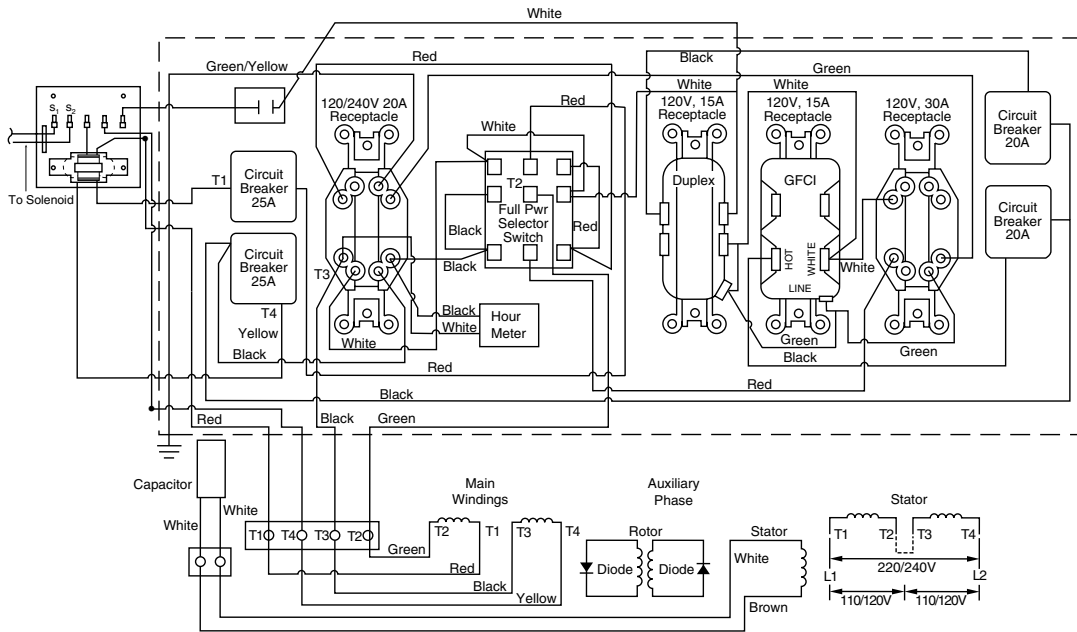 White
Black
Red
Green/Yellow
Green
White
White
120/240V 20A
Receptacle
120V, 15A
Receptacle
120V, 15A
Receptacle
120V, 30A
Receptacle
Red
S1
S2
White
Circuit
Breaker
20A
T1
Circuit
Breaker
25A
T2
Full Pwr
Selector
Switch
Duplex
GFCI
To Solenoid
Circuit
Breaker
20A
Black
Red
Circuit
Breaker
25A
T3
Black
HOT
WHITE
White
LINE
T4
Yellow
Black
White
Hour
Meter
White
Green
Green
Black
Black
Red
Red
Black
Red
Black
Green
Capacitor
Main
Windings
Auxiliary
Phase
Stator
White
White
T1
T4
T3
T2
T2
T1
T3
T4
Rotor
Stator
T1
T2
T3
T4
Green
Red
Black
Yellow
Diode
Diode
White
Brown
220/240V
L1
L2
110/120V
110/120V